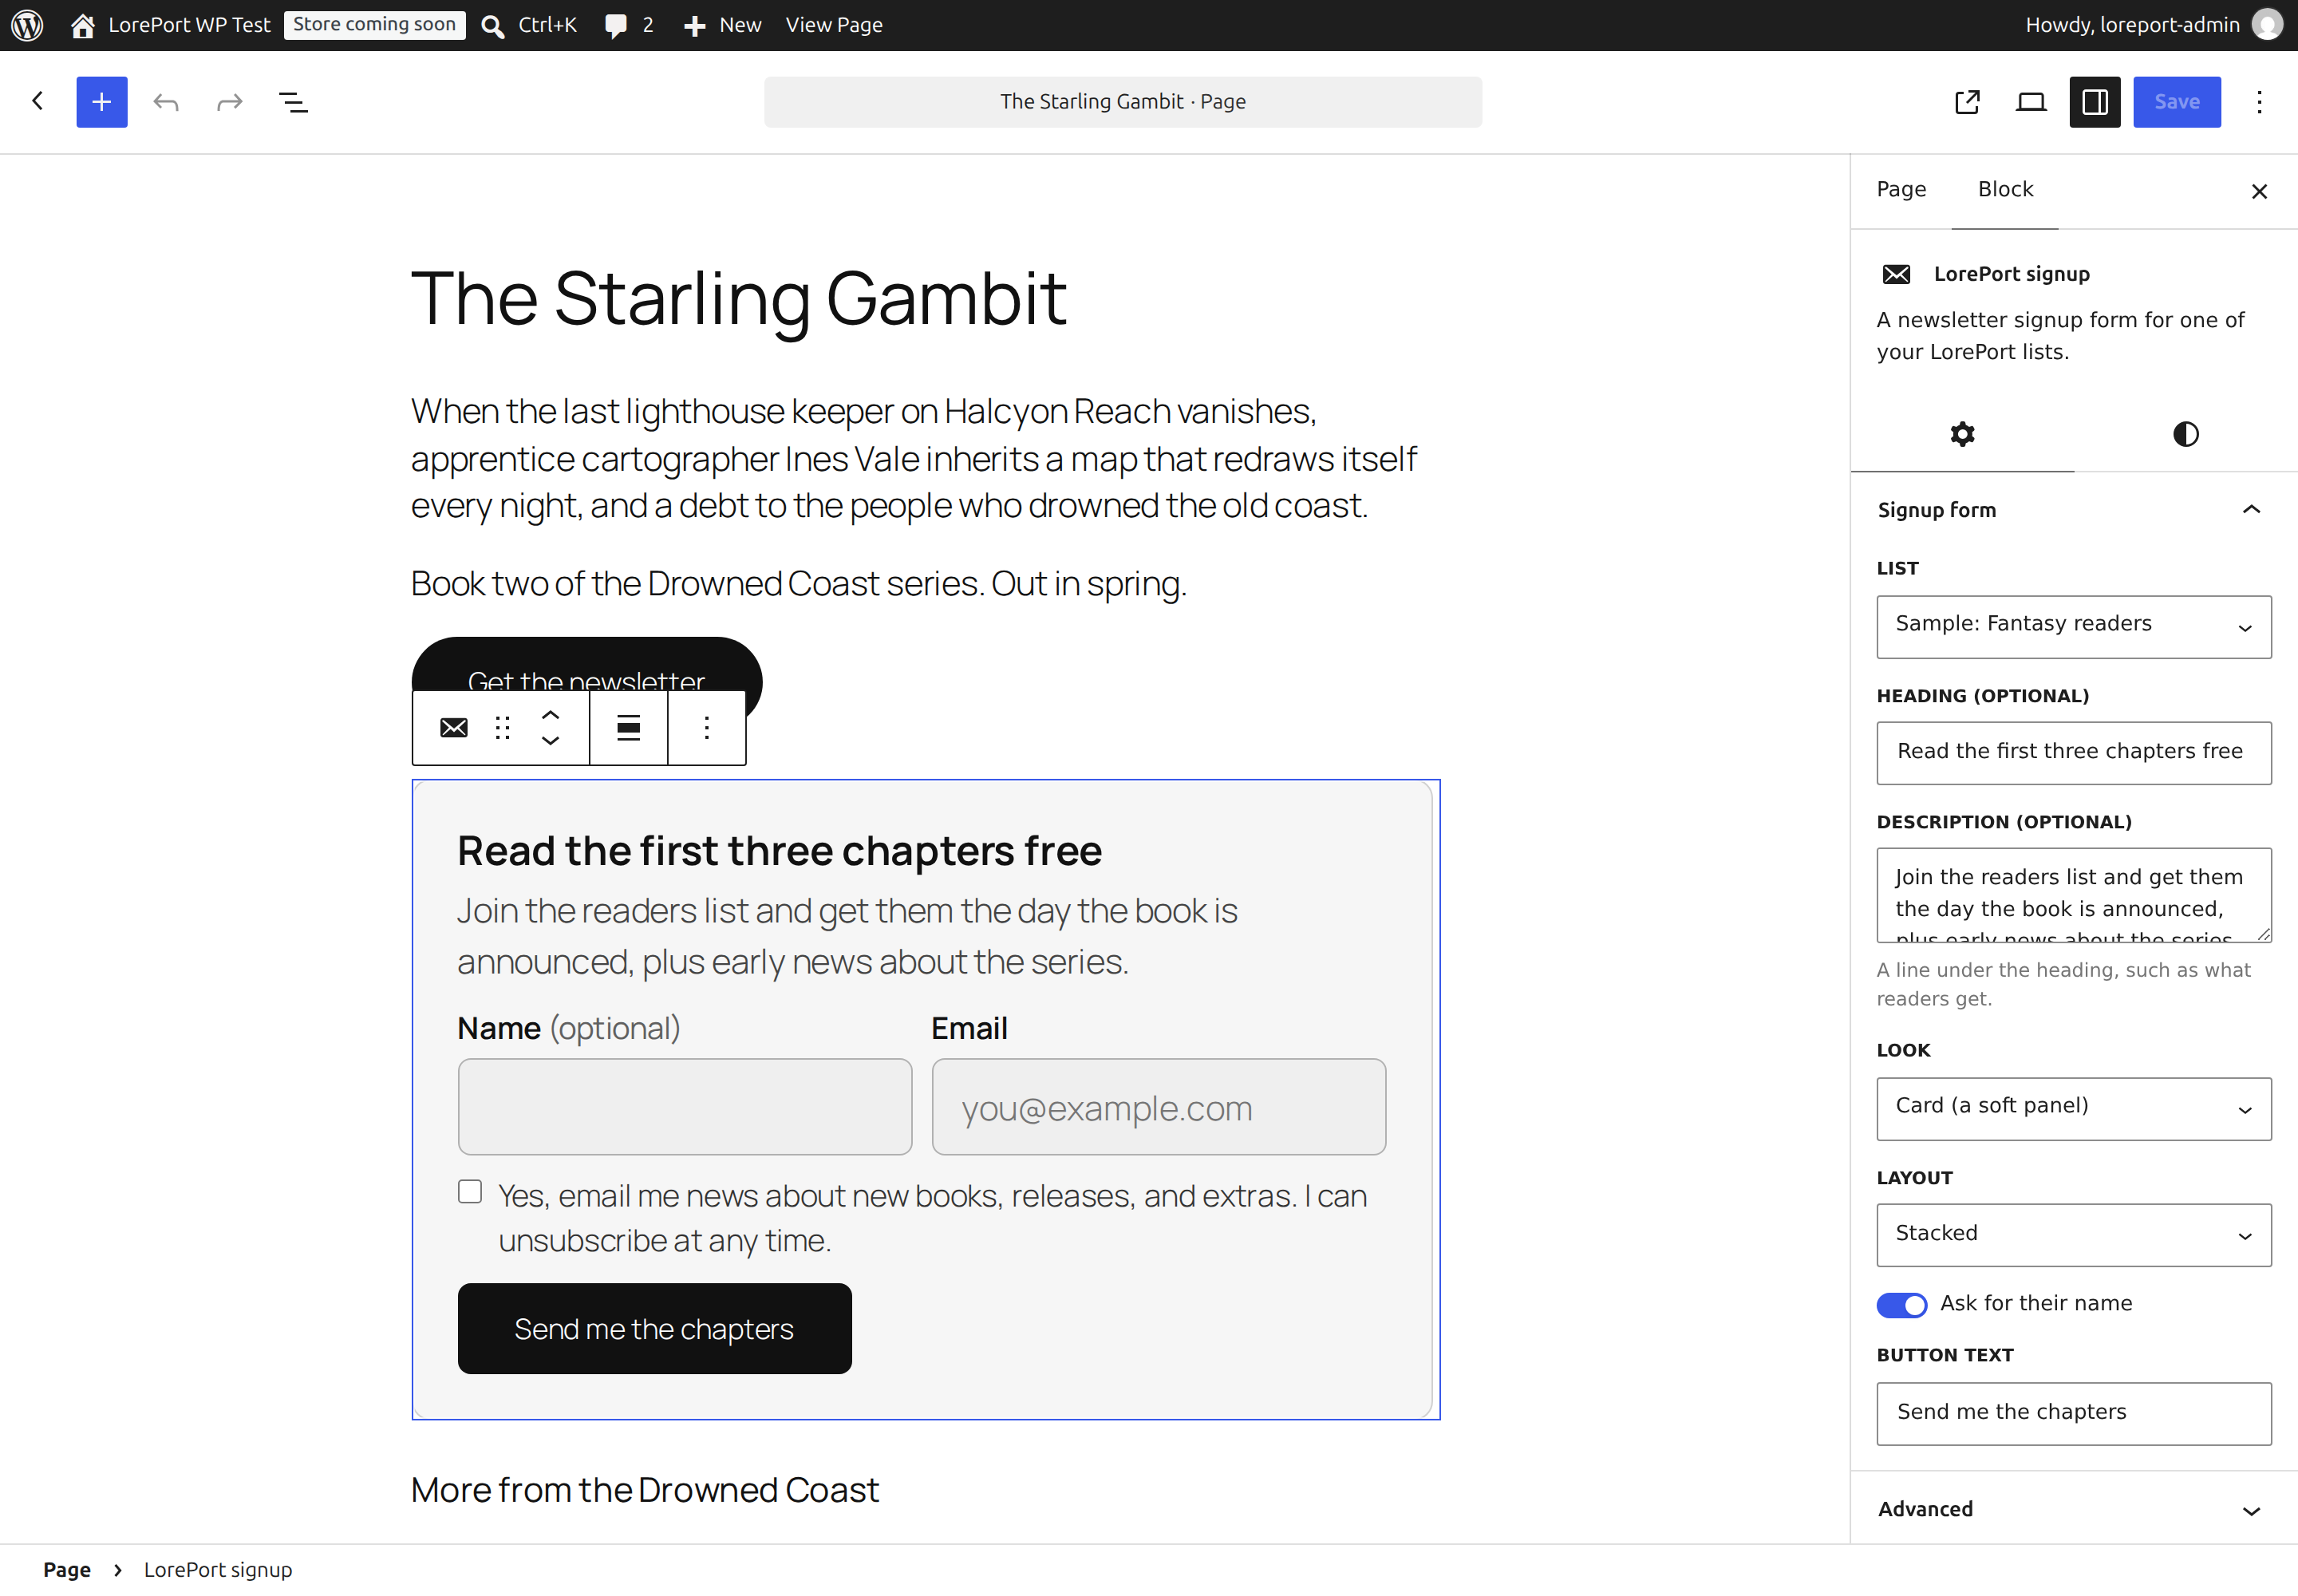 LorePort WP Test Store coming soon Ctrl+K 2 New View Page Howdy, loreport-admin
The Starling Gambit · Page Save
The Starling Gambit
When the last lighthouse keeper on Halcyon Reach vanishes,
apprentice cartographer Ines Vale inherits a map that redraws itself
every night, and a debt to the people who drowned the old coast.
Book two of the Drowned Coast series. Out in spring.
Get the newsletter
Read the first three chapters free
Join the readers list and get them the day the book is
announced, plus early news about the series.
Name (optional) Email
you@example.com
Yes, email me news about new books, releases, and extras. I can
unsubscribe at any time.
Send me the chapters
More from the Drowned Coast
Page Block
LorePort signup
A newsletter signup form for one of
your LorePort lists.
Signup form
LIST
Sample: Fantasy readers
HEADING (OPTIONAL)
Read the first three chapters free
DESCRIPTION (OPTIONAL)
Join the readers list and get them
the day the book is announced,
plus early news about the series.
A line under the heading, such as what
readers get.
LOOK
Card (a soft panel)
LAYOUT
Stacked
Ask for their name
BUTTON TEXT
Send me the chapters
Advanced
Page › LorePort signup